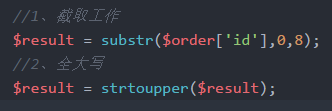 //1、截取工作
$result = substr($order['id'],0,8);
//2、全大写
$result = strtoupper($result);